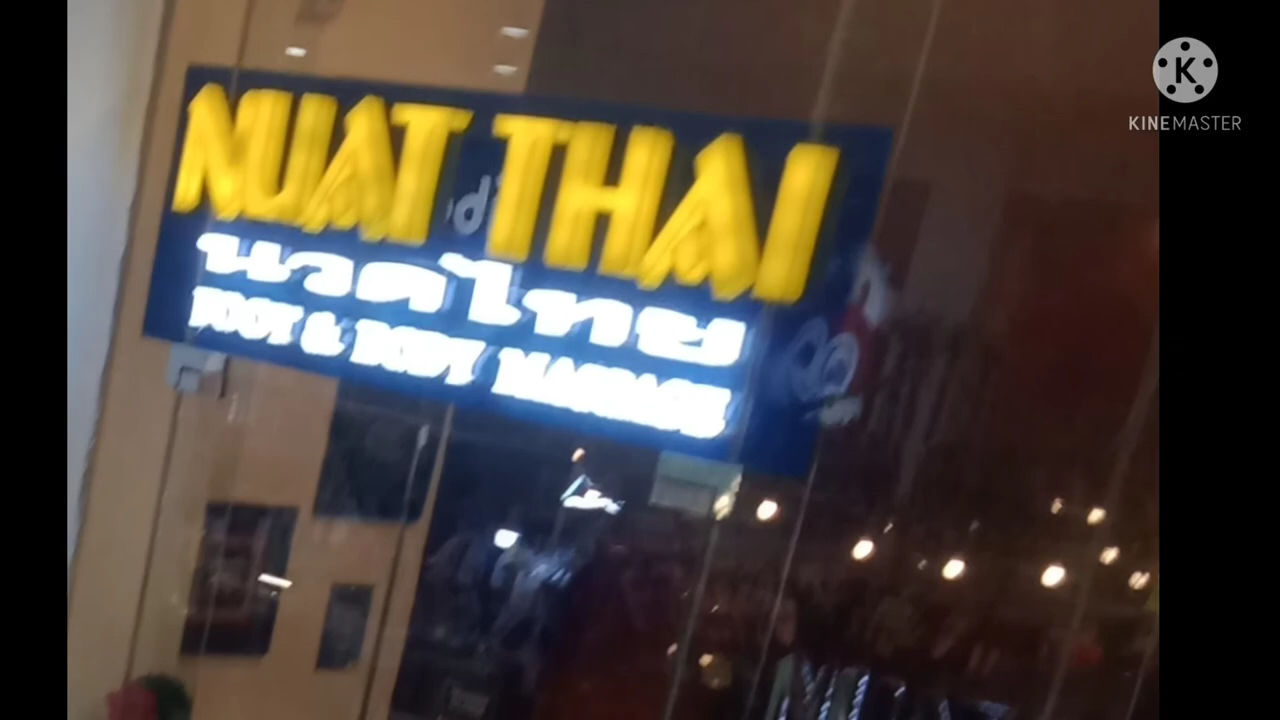 NUAT THAI
นวดไทย
FOOT & BODY MASSAGE
K
KINEMASTER